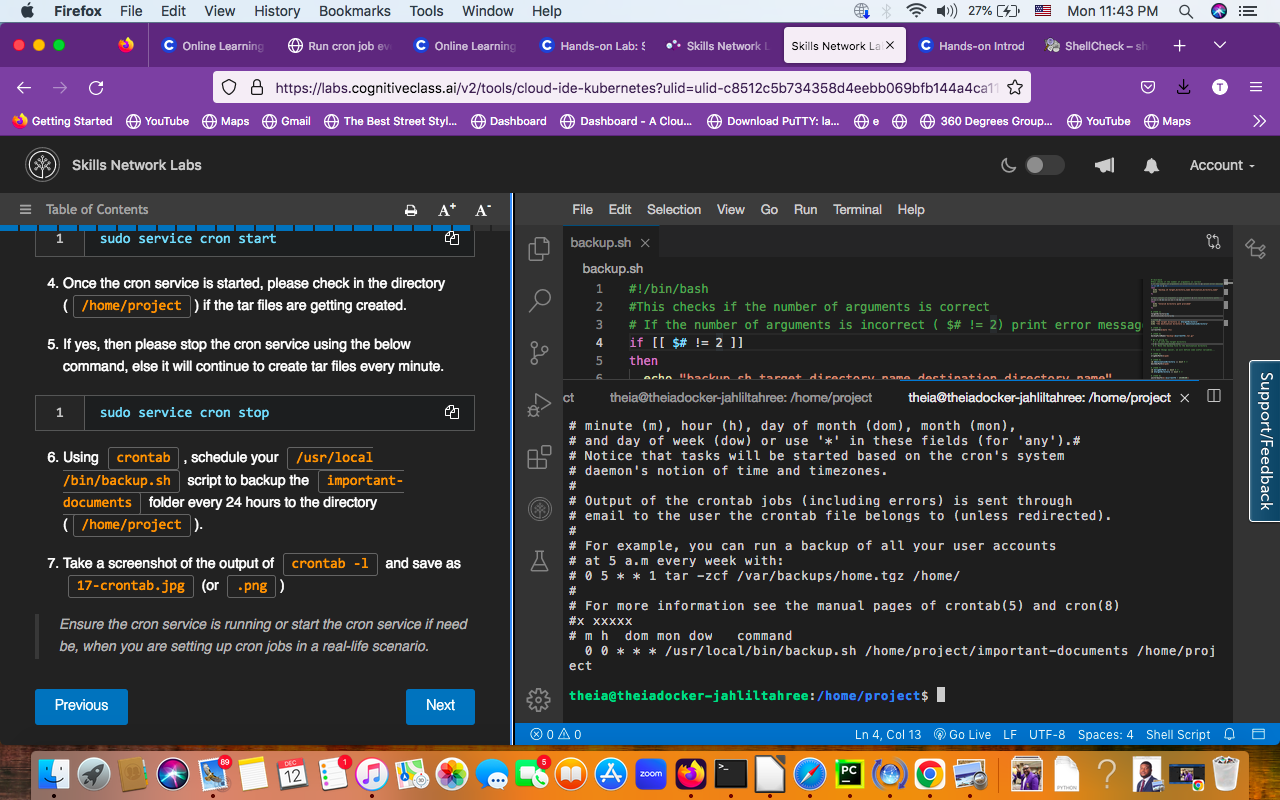 Firefox File Edit View History Bookmarks Tools Window Help 27% Mon 11:43 PM
Online Learning Run cron job ev Online Learning Hands-on Lab: S Skills Network L Skills Network La Hands-on Introd ShellCheck – sh
https://labs.cognitiveclass.ai/v2/tools/cloud-ide-kubernetes?ulid=ulid-c8512c5b734358d4eebb069bfb144a4ca11 T
Getting Started YouTube Maps Gmail The Best Street Styl... Dashboard Dashboard - A Clou... Download PuTTY: la... e 360 Degrees Group... YouTube Maps
Skills Network Labs Account
Table of Contents A+ A-
1 sudo service cron start
4. Once the cron service is started, please check in the directory
( /home/project ) if the tar files are getting created.
5. If yes, then please stop the cron service using the below
command, else it will continue to create tar files every minute.
1 sudo service cron stop
6. Using crontab , schedule your /usr/local
/bin/backup.sh script to backup the important-
documents folder every 24 hours to the directory
( /home/project ).
7. Take a screenshot of the output of crontab -l and save as
17-crontab.jpg (or .png )
Ensure the cron service is running or start the cron service if need
be, when you are setting up cron jobs in a real-life scenario.
Previous Next
File Edit Selection View Go Run Terminal Help
backup.sh
backup.sh
1 #!/bin/bash
2 #This checks if the number of arguments is correct
3 # If the number of arguments is incorrect ( $# != 2) print error messag
4 if [[ $# != 2 ]]
5 then
6 echo "backup.sh target_directory_name destination_directory_name"
ct theia@theiadocker-jahliltahree: /home/project theia@theiadocker-jahliltahree: /home/project
# minute (m), hour (h), day of month (dom), month (mon),
# and day of week (dow) or use '*' in these fields (for 'any').#
# Notice that tasks will be started based on the cron's system
# daemon's notion of time and timezones.
#
# Output of the crontab jobs (including errors) is sent through
# email to the user the crontab file belongs to (unless redirected).
#
# For example, you can run a backup of all your user accounts
# at 5 a.m every week with:
# 0 5 * * 1 tar -zcf /var/backups/home.tgz /home/
#
# For more information see the manual pages of crontab(5) and cron(8)
#x xxxxx
# m h  dom mon dow   command
0 0 * * * /usr/local/bin/backup.sh /home/project/important-documents /home/proj
ect
theia@theiadocker-jahliltahree:/home/project$
Support/Feedback
0 0 Ln 4, Col 13 Go Live LF UTF-8 Spaces: 4 Shell Script
89 DEC 12 1 5 zoom PC PYTHON